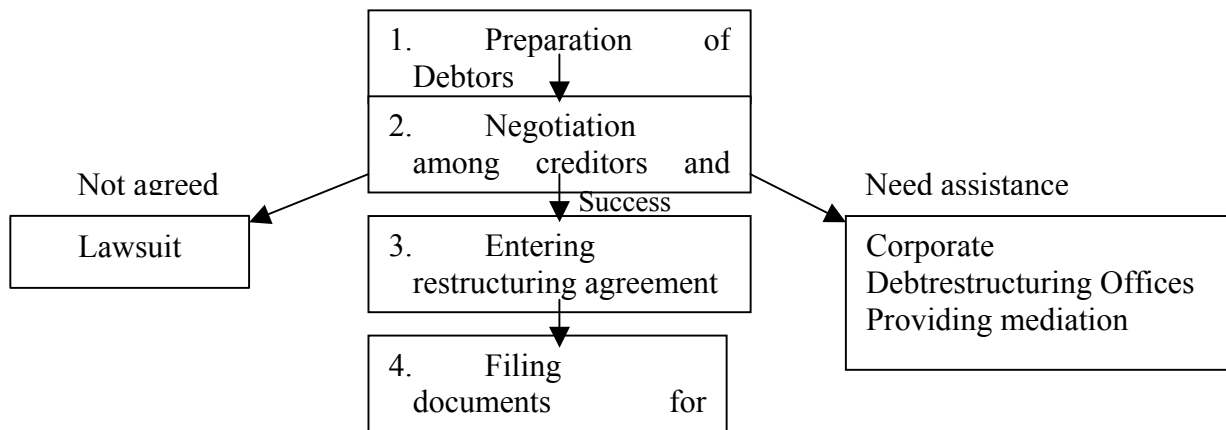 1. Preparation of
Debtors
2. Negotiation
among creditors and
Not agreed
Need assistance
Success
Lawsuit
3. Entering
restructuring agreement
Corporate
Debtrestructuring Offices
Providing mediation
4. Filing
documents for